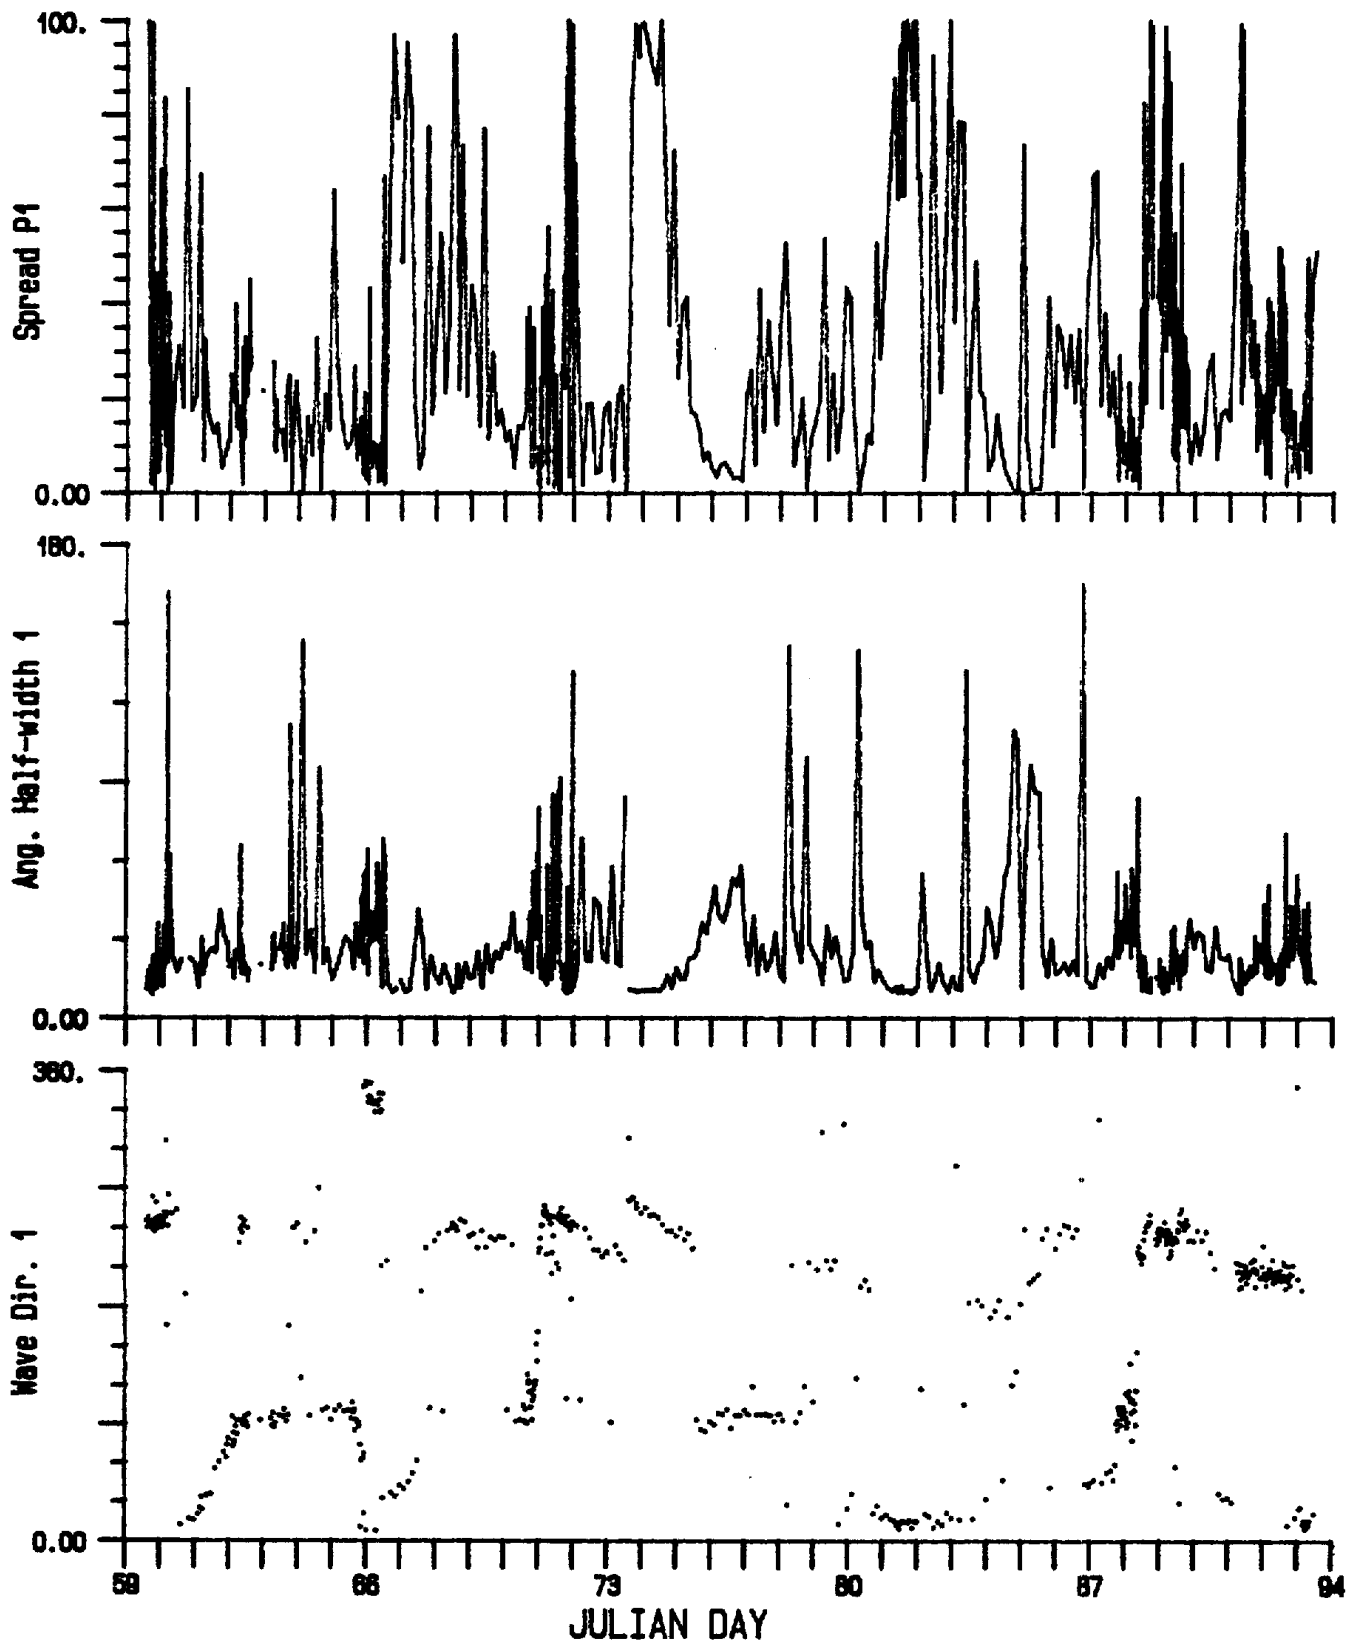 100.
Spread P1
0.00
180.
Ang. Half-width 1
0.00
360.
Wave Dir. 1
0.00
59 66 73 80 87 94
JULIAN DAY